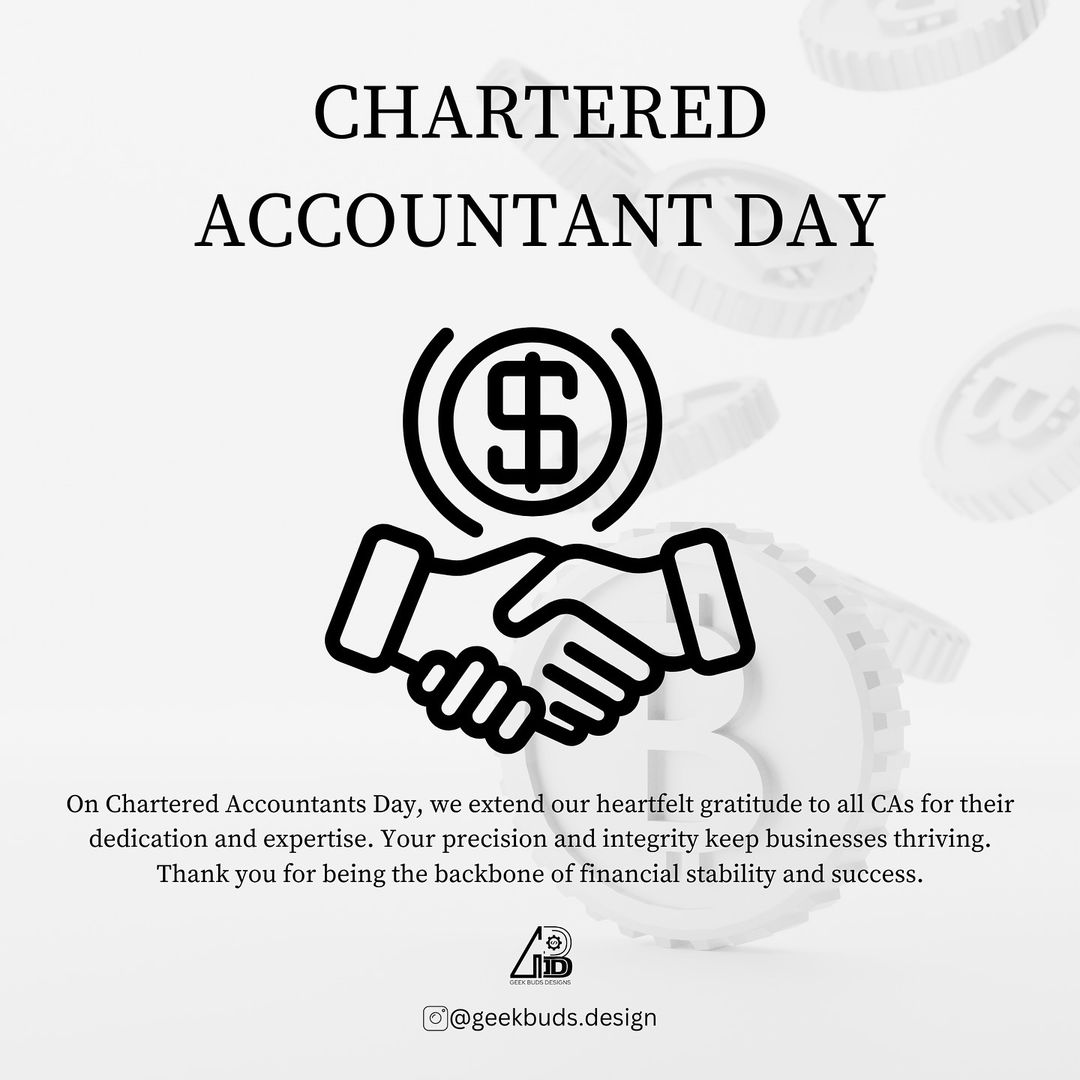 CHARTERED
ACCOUNTANT DAY
On Chartered Accountants Day, we extend our heartfelt gratitude to all CAs for their
dedication and expertise. Your precision and integrity keep businesses thriving.
Thank you for being the backbone of financial stability and success.
GEEK BUDS DESIGNS
@geekbuds.design